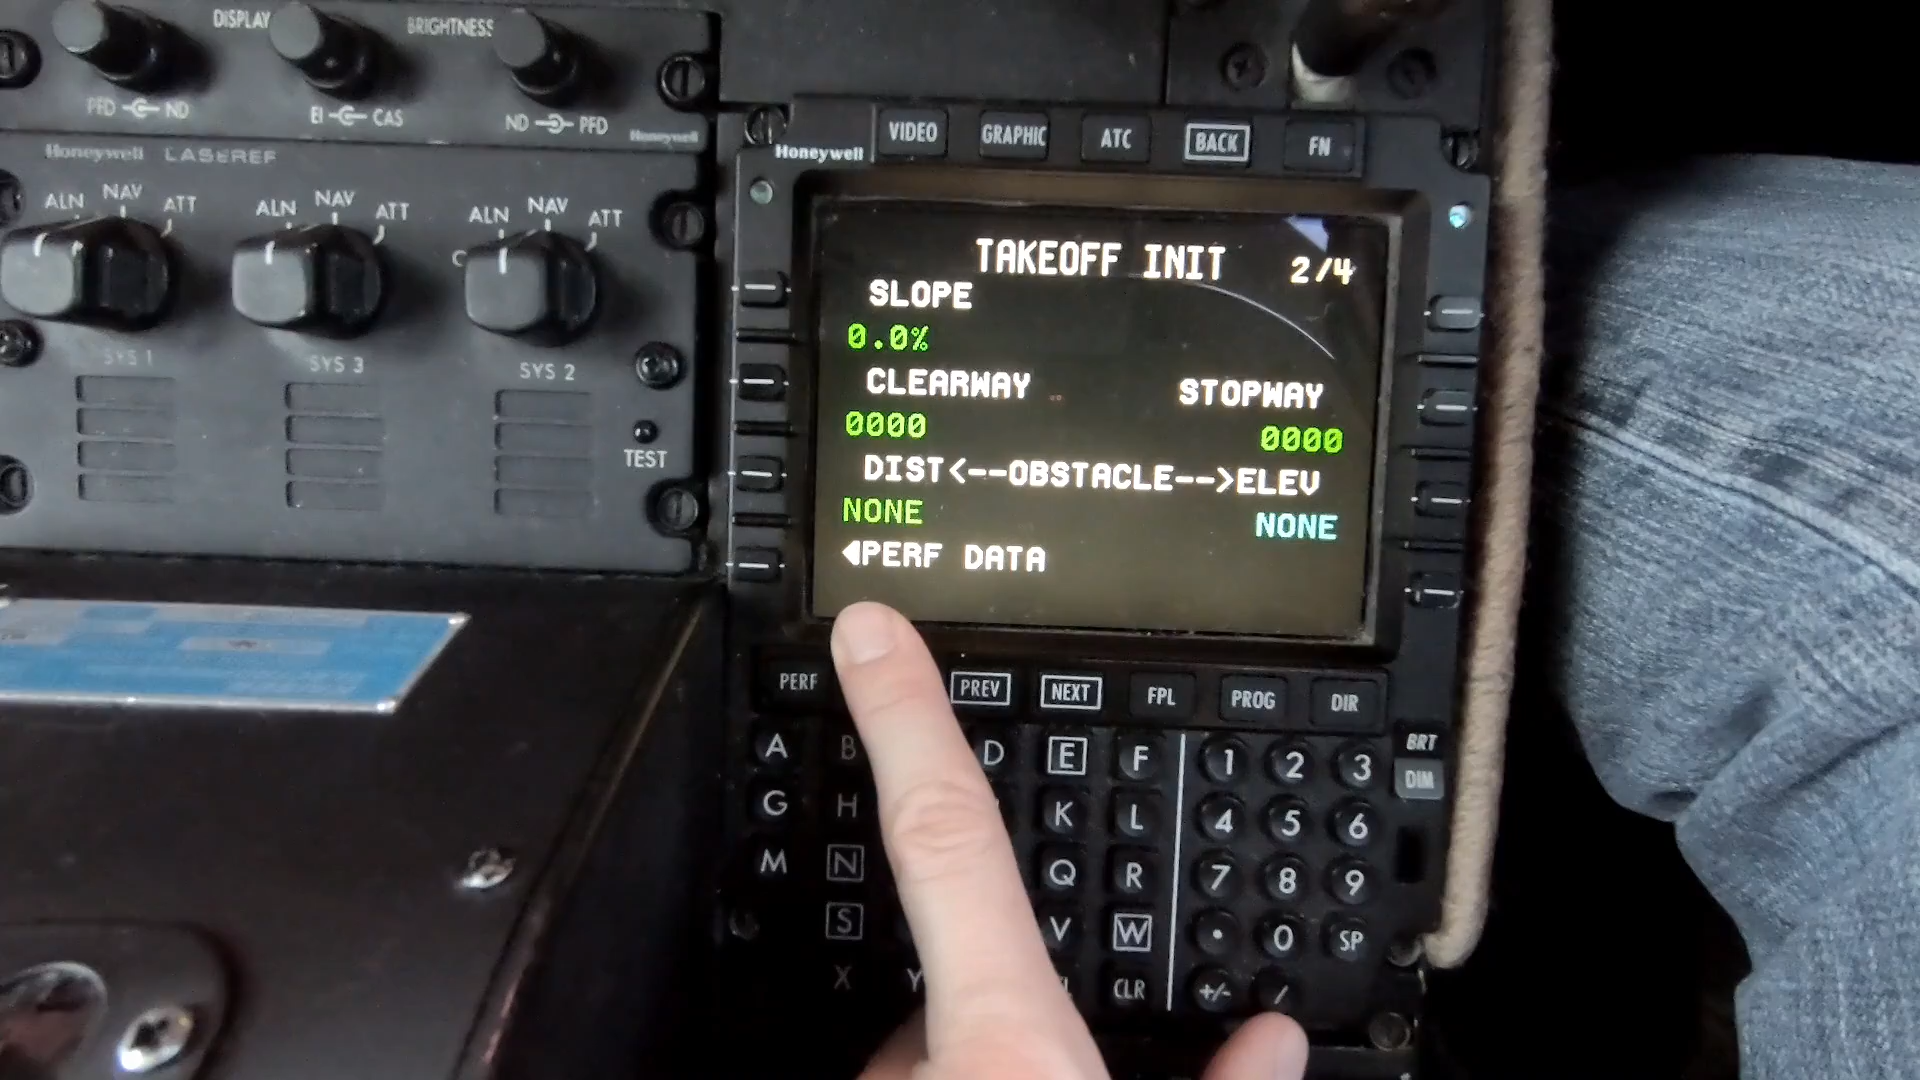 DISPLAY BRIGHTNESS
PFD ND
EI CAS
ND PFD
Honeywell
Honeywell LASEREF
ALN NAV ATT
ALN NAV ATT
ALN NAV ATT
SYS 1
SYS 3
SYS 2
TEST
VIDEO GRAPHIC ATC BACK FN
Honeywell
TAKEOFF INIT 2/4
SLOPE
0.0%
CLEARWAY STOPWAY
0000 0000
DIST<--OBSTACLE-->ELEV
NONE NONE
◀PERF DATA
PERF PREV NEXT FPL PROG DIR
BRT
DIM
A B D E F 1 2 3
G H K L 4 5 6
M N Q R 7 8 9
S V W . 0 SP
X Y CLR +/- /